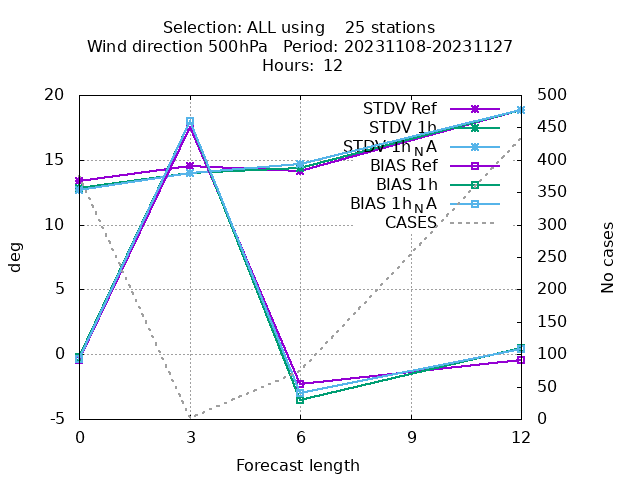 Selection: ALL using    25 stations
Wind direction 500hPa   Period: 20231108-20231127
Hours:  12
STDV Ref
STDV 1h
STDV 1h_NA
BIAS Ref
BIAS 1h
BIAS 1h_NA
CASES
deg
20
15
10
5
0
-5
No cases
500
450
400
350
300
250
200
150
100
50
0
0 3 6 9 12
Forecast length